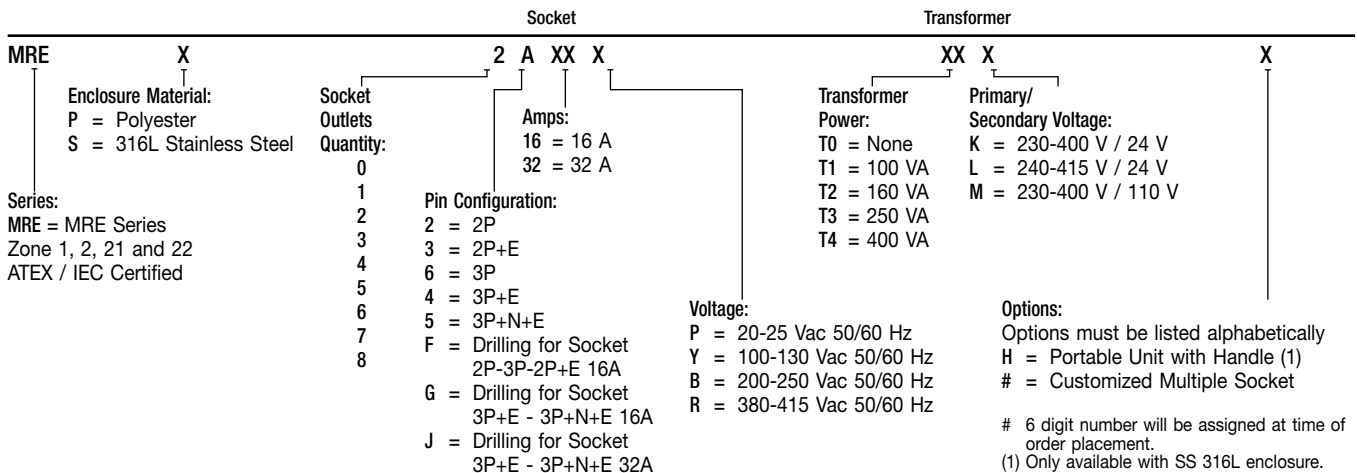 Socket
Transformer
MRE X 2 A XX X XX X X
Enclosure Material:
P = Polyester
S = 316L Stainless Steel
Series:
MRE = MRE Series
Zone 1, 2, 21 and 22
ATEX / IEC Certified
Socket
Outlets
Quantity:
0
1
2
3
4
5
6
7
8
Amps:
16 = 16 A
32 = 32 A
Pin Configuration:
2 = 2P
3 = 2P+E
6 = 3P
4 = 3P+E
5 = 3P+N+E
F = Drilling for Socket
2P-3P-2P+E 16A
G = Drilling for Socket
3P+E - 3P+N+E 16A
J = Drilling for Socket
3P+E - 3P+N+E 32A
Voltage:
P = 20-25 Vac 50/60 Hz
Y = 100-130 Vac 50/60 Hz
B = 200-250 Vac 50/60 Hz
R = 380-415 Vac 50/60 Hz
Transformer
Power:
T0 = None
T1 = 100 VA
T2 = 160 VA
T3 = 250 VA
T4 = 400 VA
Primary/
Secondary Voltage:
K = 230-400 V / 24 V
L = 240-415 V / 24 V
M = 230-400 V / 110 V
Options:
Options must be listed alphabetically
H = Portable Unit with Handle (1)
# = Customized Multiple Socket
# 6 digit number will be assigned at time of
order placement.
(1) Only available with SS 316L enclosure.